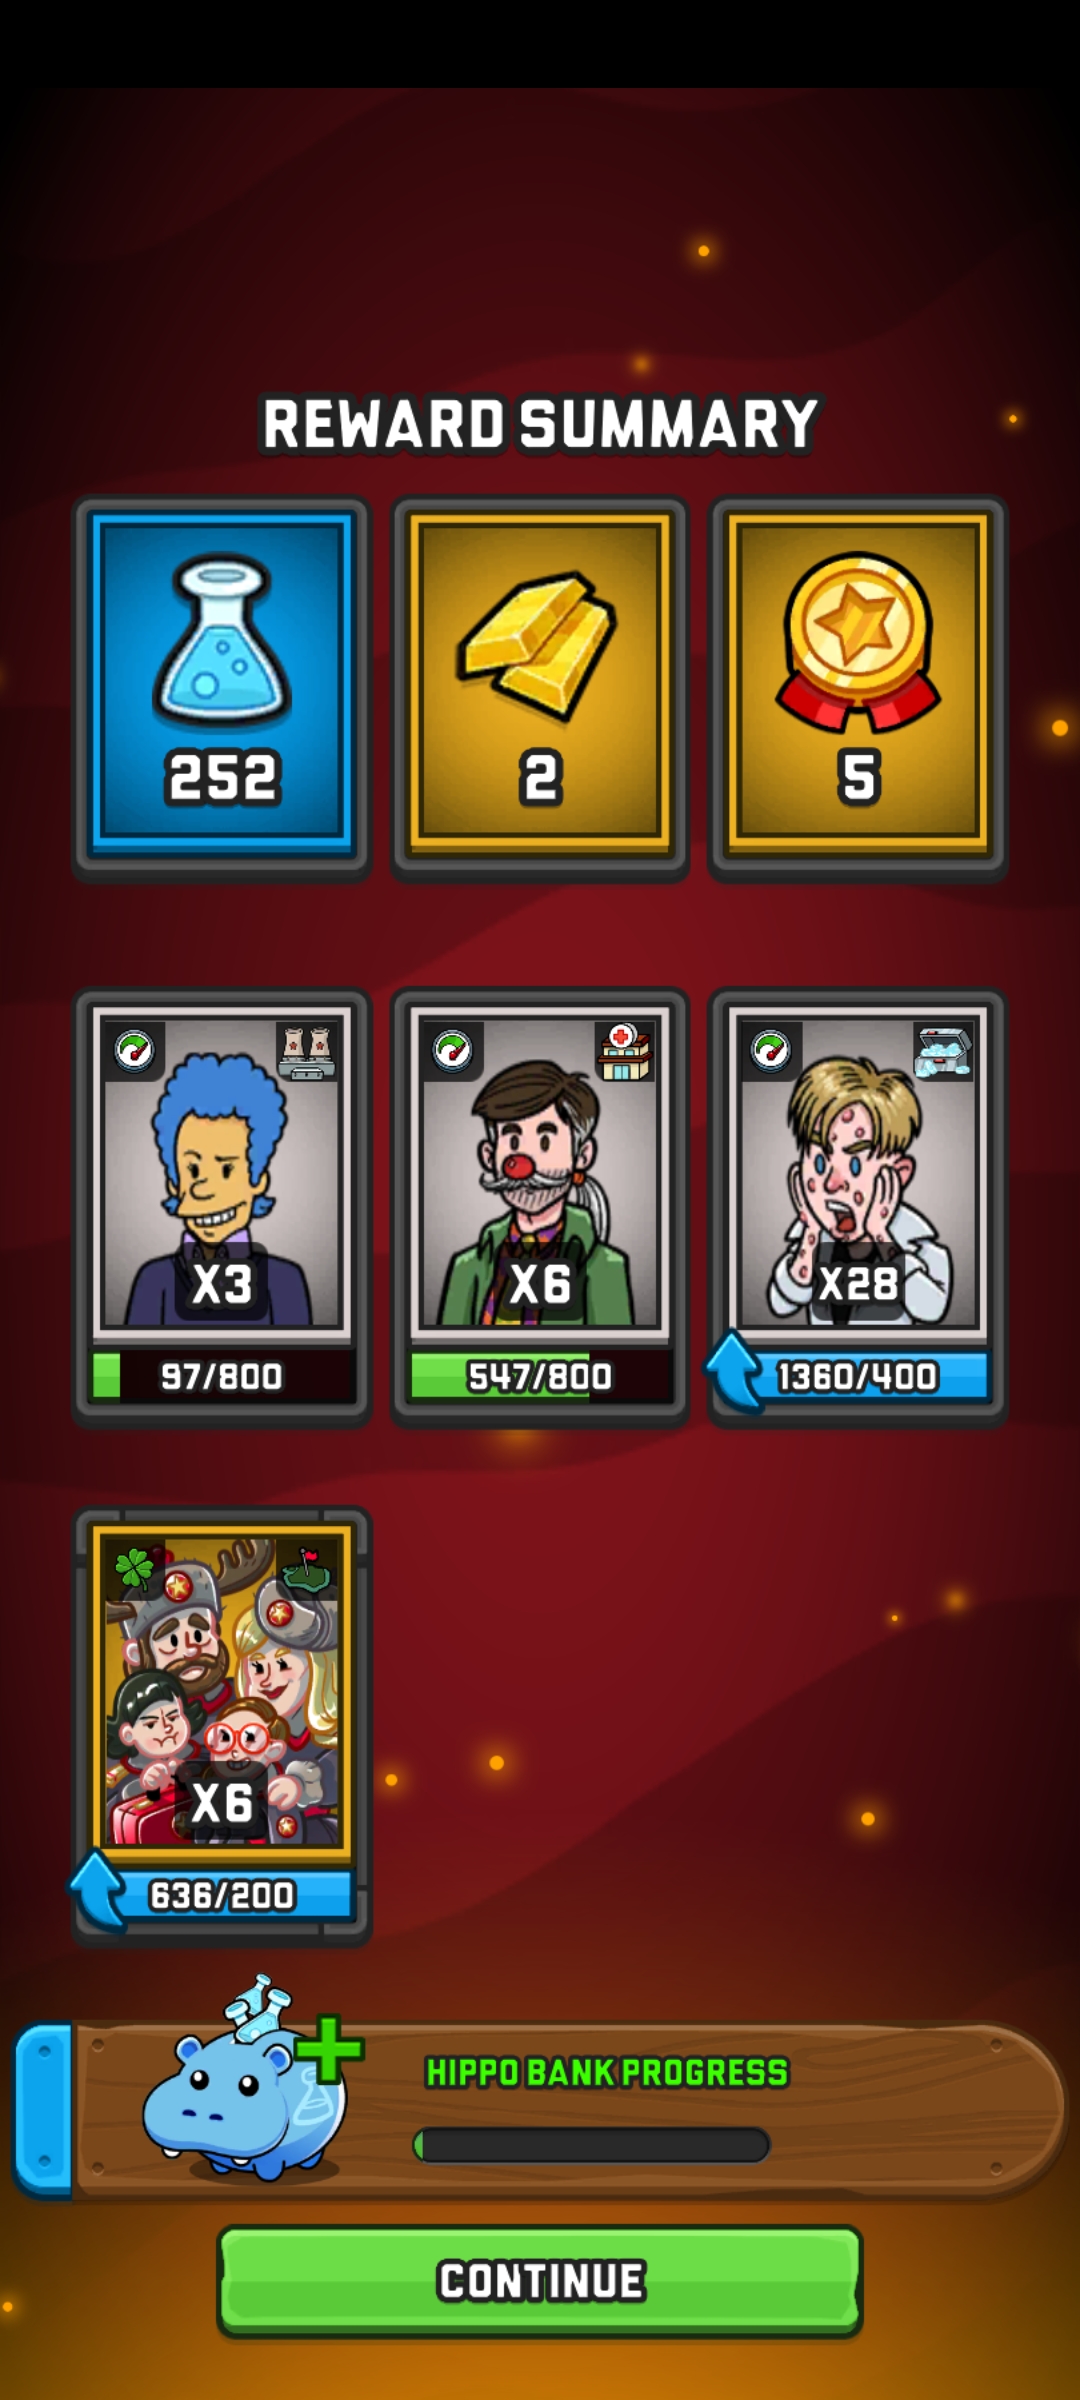 REWARD SUMMARY
252
2
5
X3
X6
X28
97/800
547/800
1360/400
X6
636/200
HIPPO BANK PROGRESS
CONTINUE